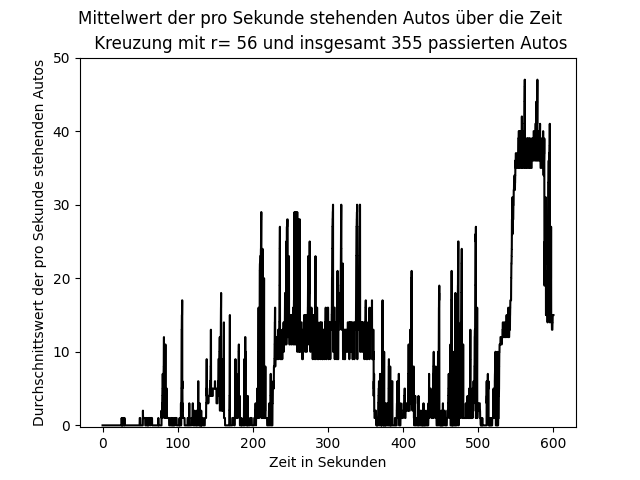 Mittelwert der pro Sekunde stehenden Autos über die Zeit
Kreuzung mit r= 56 und insgesamt 355 passierten Autos
Durchschnittswert der pro Sekunde stehenden Autos
50
40
30
20
10
0
0 100 200 300 400 500 600
Zeit in Sekunden